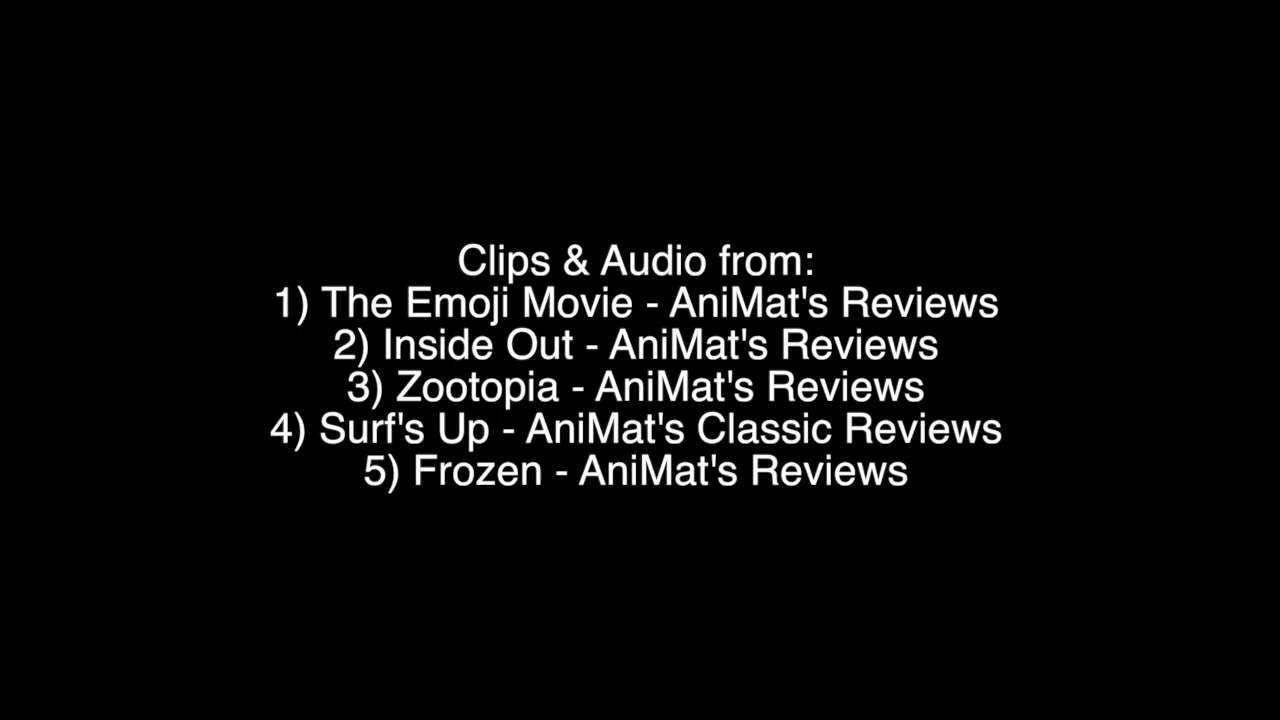 Clips & Audio from:
1) The Emoji Movie - AniMat's Reviews
2) Inside Out - AniMat's Reviews
3) Zootopia - AniMat's Reviews
4) Surf's Up - AniMat's Classic Reviews
5) Frozen - AniMat's Reviews